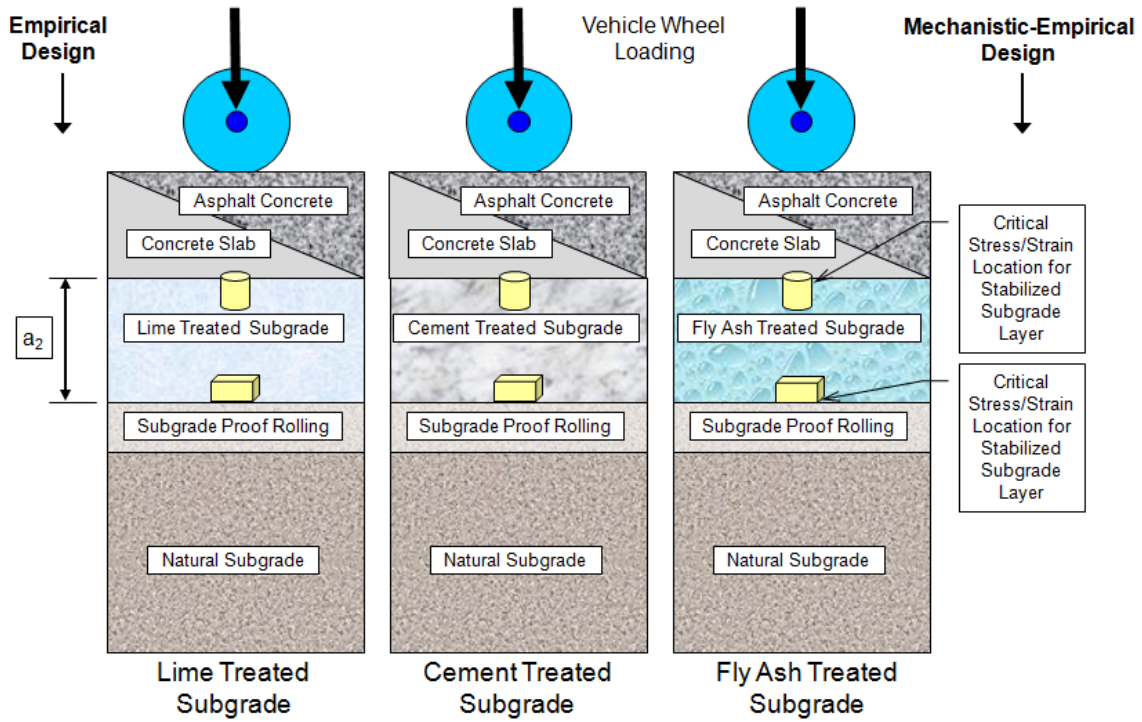 Empirical
Design
Vehicle Wheel
Loading
Mechanistic-Empirical
Design
Asphalt Concrete
Concrete Slab
Lime Treated Subgrade
Subgrade Proof Rolling
Natural Subgrade
Lime Treated
Subgrade
a2
Asphalt Concrete
Concrete Slab
Cement Treated Subgrade
Subgrade Proof Rolling
Natural Subgrade
Cement Treated
Subgrade
Asphalt Concrete
Concrete Slab
Fly Ash Treated Subgrade
Subgrade Proof Rolling
Natural Subgrade
Fly Ash Treated
Subgrade
Critical
Stress/Strain
Location for
Stabilized
Subgrade
Layer
Critical
Stress/Strain
Location for
Stabilized
Subgrade
Layer